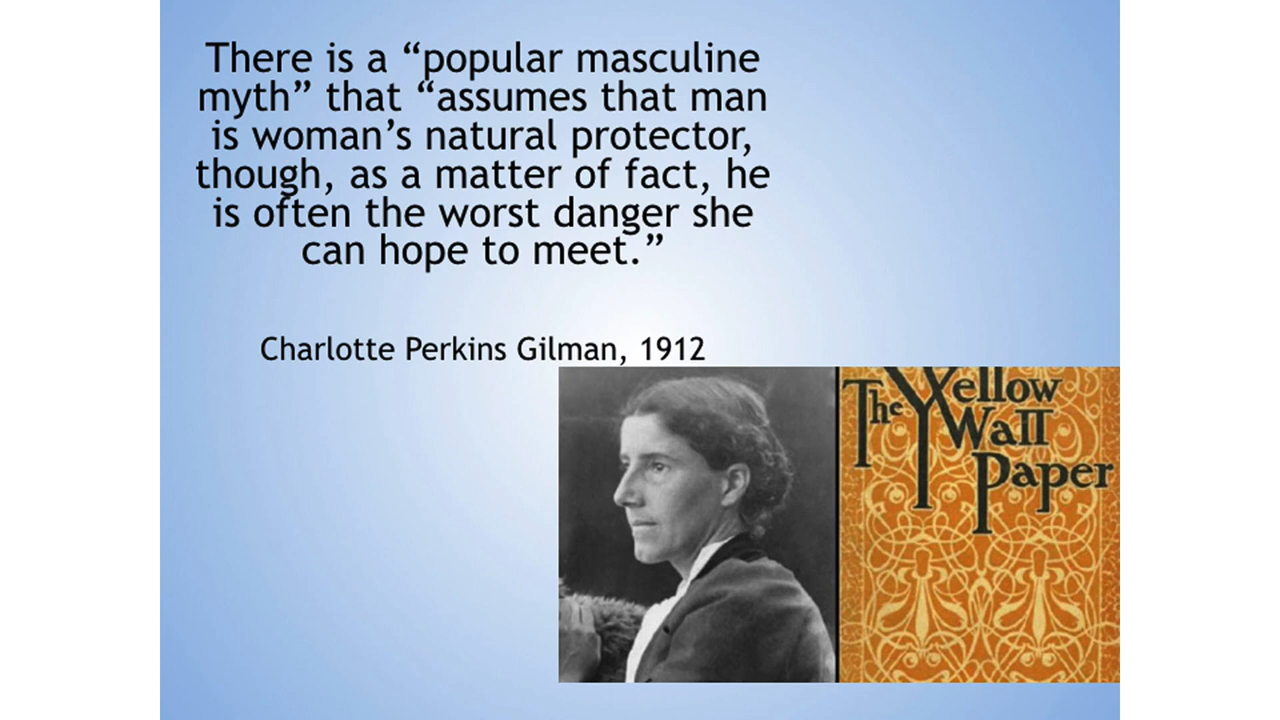 There is a “popular masculine
myth” that “assumes that man
is woman’s natural protector,
though, as a matter of fact, he
is often the worst danger she
can hope to meet.”
Charlotte Perkins Gilman, 1912
The Yellow
Wall
Paper